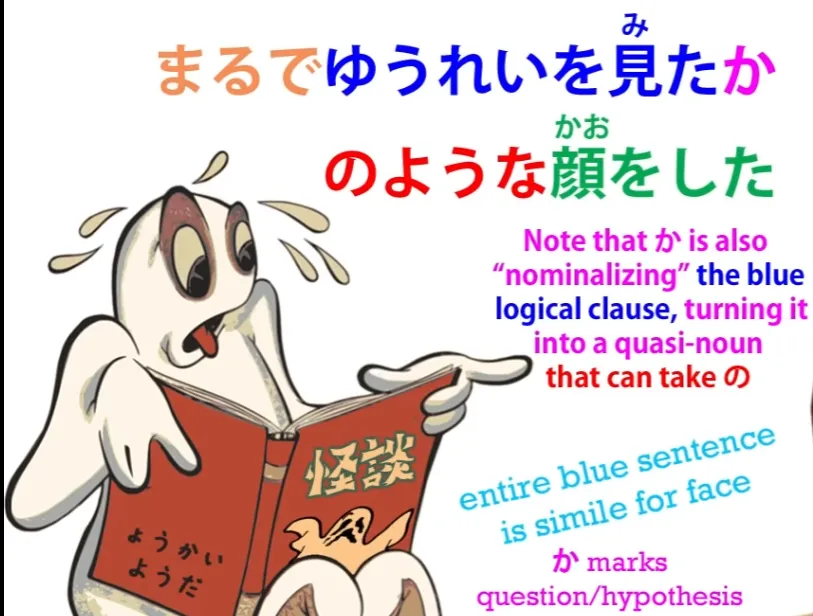 み
まるでゆうれいを見たか
かお
のような顔をした
Note that か is also
“nominalizing” the blue
logical clause, turning it
into a quasi-noun
that can take の
怪談
ようかい
ようだ
entire blue sentence
is simile for face
か marks
question/hypothesis